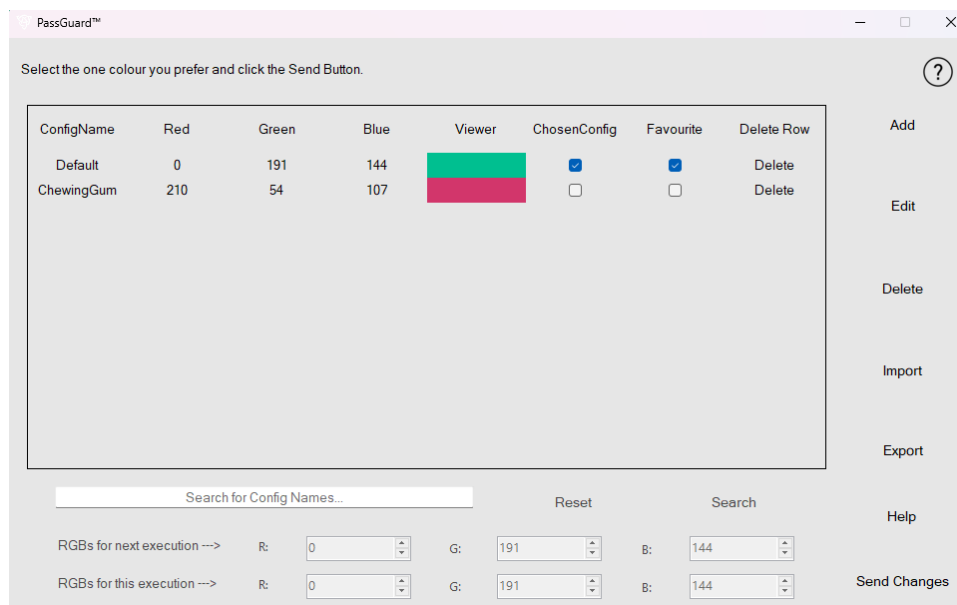 PassGuard™
Select the one colour you prefer and click the Send Button.
?
ConfigName Red Green Blue Viewer ChosenConfig Favourite Delete Row
Default 0 191 144 Delete
ChewingGum 210 54 107 Delete
Add
Edit
Delete
Import
Export
Help
Send Changes
Search for Config Names... Reset Search
RGBs for next execution ---> R: 0 G: 191 B: 144
RGBs for this execution ---> R: 0 G: 191 B: 144